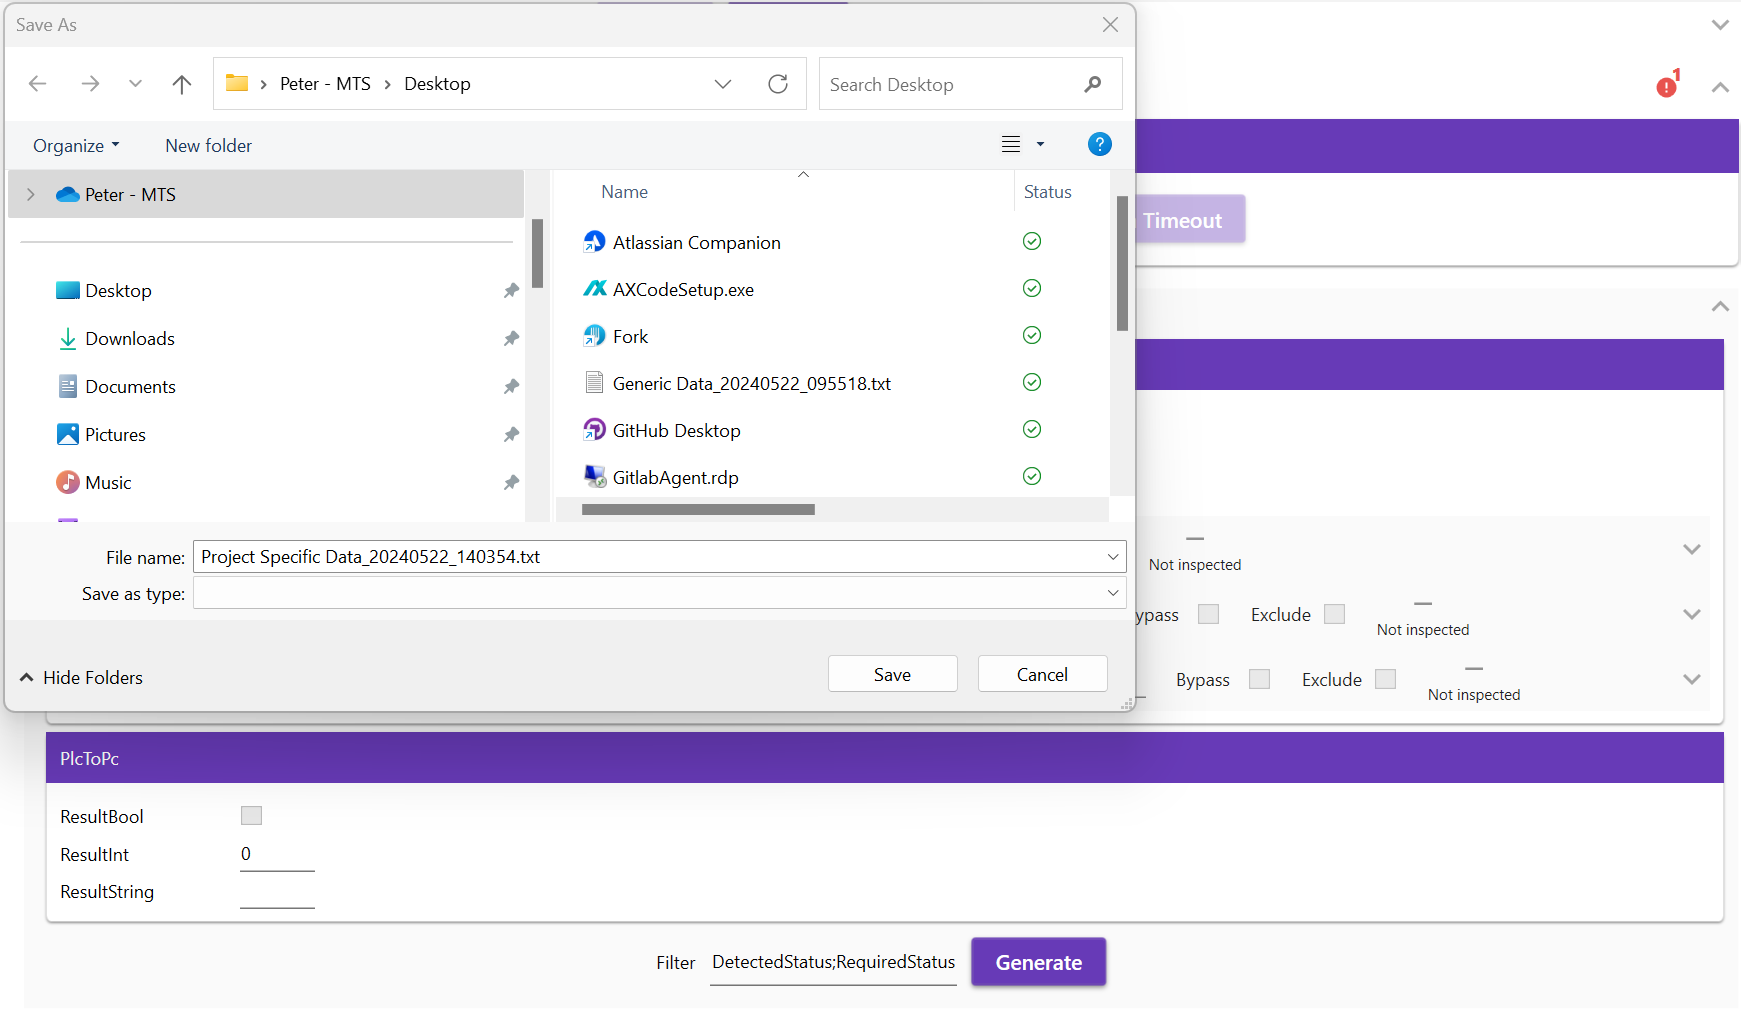 Save As
Peter - MTS
Desktop
Search Desktop
1
Organize
New folder
?
Peter - MTS
Name
Status
Timeout
Atlassian Companion
Desktop
AXCodeSetup.exe
Downloads
Fork
Documents
Generic Data_20240522_095518.txt
Pictures
GitHub Desktop
Music
GitlabAgent.rdp
File name: Project Specific Data_20240522_140354.txt
Not inspected
Save as type:
ypass Exclude
Not inspected
Hide Folders
Save
Cancel
Bypass Exclude
Not inspected
PlcToPc
ResultBool
ResultInt 0
ResultString
Filter DetectedStatus;RequiredStatus Generate